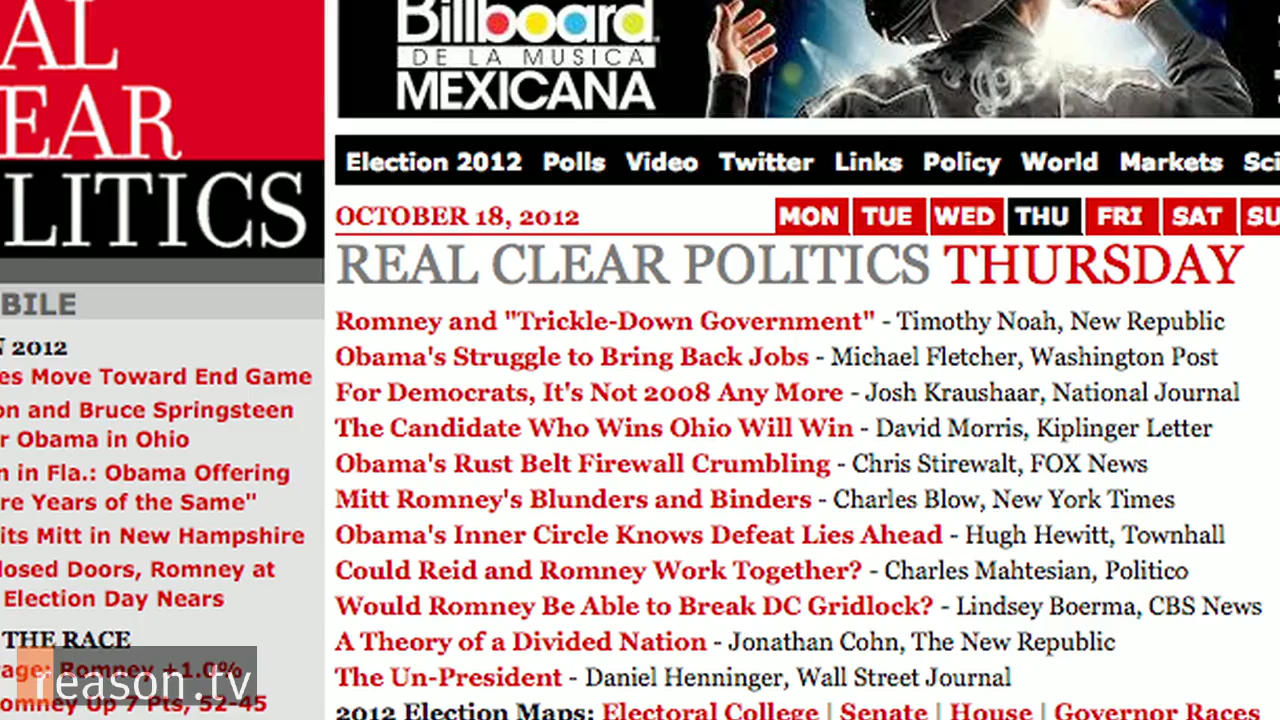 AL
EAR
LITICS
BILE
N 2012
es Move Toward End Game
on and Bruce Springsteen
r Obama in Ohio
n in Fla.: Obama Offering
re Years of the Same"
its Mitt in New Hampshire
losed Doors, Romney at
Election Day Nears
THE RACE
rage: Romney +1.0%
omney Up 7 Pts, 52-45
reason.tv
Billboard
DE LA MUSICA
MEXICANA
Election 2012 Polls Video Twitter Links Policy World Markets Sci
OCTOBER 18, 2012 MON TUE WED THU FRI SAT SU
REAL CLEAR POLITICS THURSDAY
Romney and "Trickle-Down Government" - Timothy Noah, New Republic
Obama's Struggle to Bring Back Jobs - Michael Fletcher, Washington Post
For Democrats, It's Not 2008 Any More - Josh Kraushaar, National Journal
The Candidate Who Wins Ohio Will Win - David Morris, Kiplinger Letter
Obama's Rust Belt Firewall Crumbling - Chris Stirewalt, FOX News
Mitt Romney's Blunders and Binders - Charles Blow, New York Times
Obama's Inner Circle Knows Defeat Lies Ahead - Hugh Hewitt, Townhall
Could Reid and Romney Work Together? - Charles Mahtesian, Politico
Would Romney Be Able to Break DC Gridlock? - Lindsey Boerma, CBS News
A Theory of a Divided Nation - Jonathan Cohn, The New Republic
The Un-President - Daniel Henninger, Wall Street Journal
2012 Election Maps: Electoral College | Senate | House | Governor Races